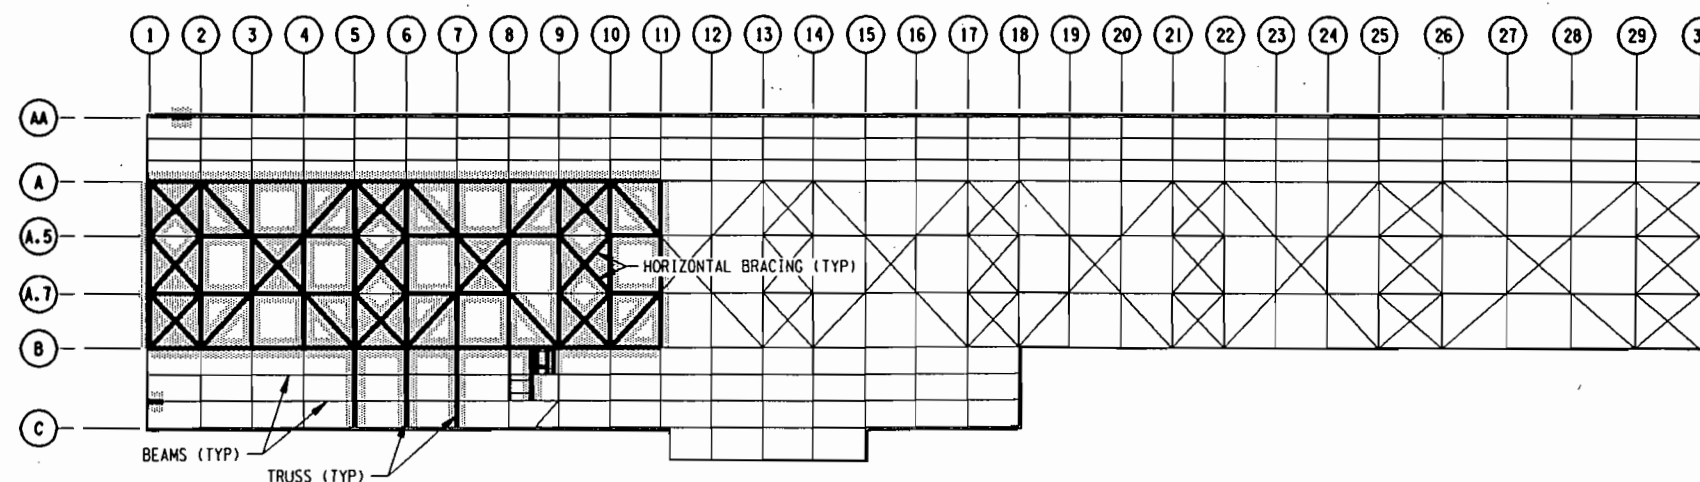 1 2 3 4 5 6 7 8 9 10 11 12 13 14 15 16 17 18 19 20 21 22 23 24 25 26 27 28 29
AA
A
A.5
HORIZONTAL BRACING (TYP)
A.7
B
C
BEAMS (TYP)
TRUSS (TYP)